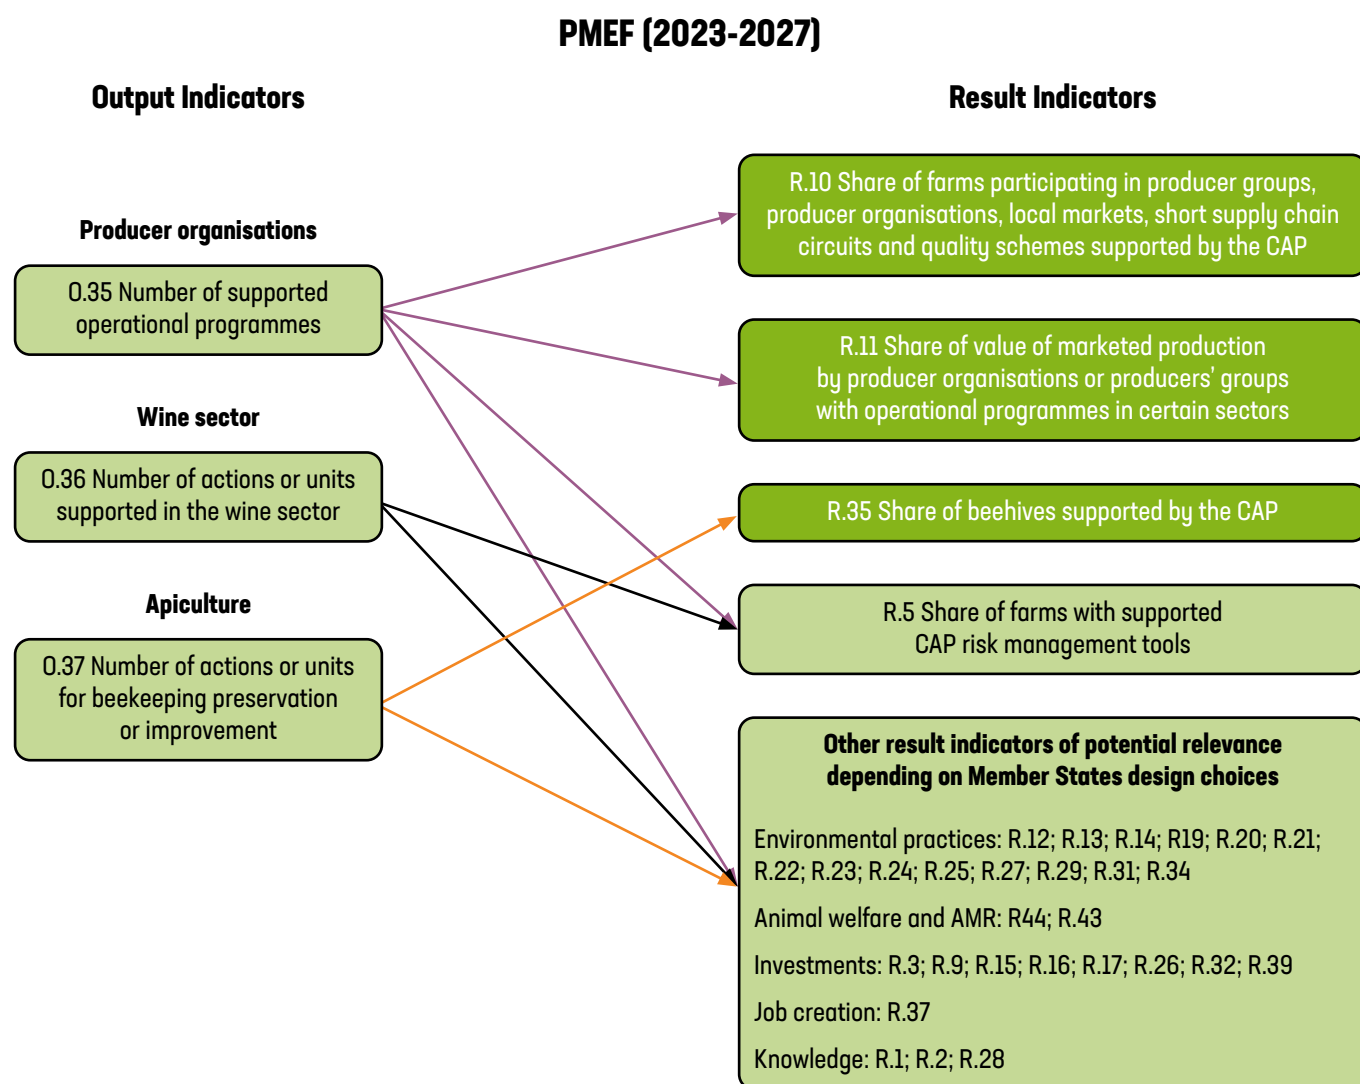 PMEF (2023-2027)
Output Indicators
Producer organisations
O.35 Number of supported
operational programmes
Wine sector
O.36 Number of actions or units
supported in the wine sector
Apiculture
O.37 Number of actions or units
for beekeeping preservation
or improvement
Result Indicators
R.10 Share of farms participating in producer groups,
producer organisations, local markets, short supply chain
circuits and quality schemes supported by the CAP
R.11 Share of value of marketed production
by producer organisations or producers’ groups
with operational programmes in certain sectors
R.35 Share of beehives supported by the CAP
R.5 Share of farms with supported
CAP risk management tools
Other result indicators of potential relevance
depending on Member States design choices
Environmental practices: R.12; R.13; R.14; R19; R.20; R.21;
R.22; R.23; R.24; R.25; R.27; R.29; R.31; R.34
Animal welfare and AMR: R44; R.43
Investments: R.3; R.9; R.15; R.16; R.17; R.26; R.32; R.39
Job creation: R.37
Knowledge: R.1; R.2; R.28